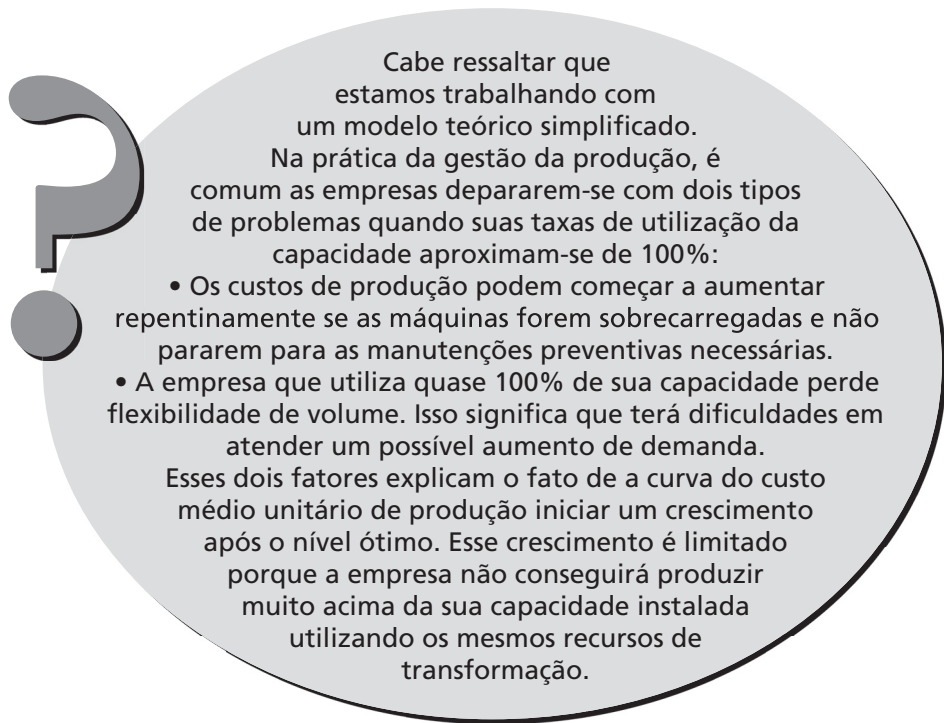 Cabe ressaltar que
estamos trabalhando com
um modelo teórico simplificado.
Na prática da gestão da produção, é
comum as empresas depararem-se com dois tipos
de problemas quando suas taxas de utilização da
capacidade aproximam-se de 100%:
• Os custos de produção podem começar a aumentar
repentinamente se as máquinas forem sobrecarregadas e não
pararem para as manutenções preventivas necessárias.
• A empresa que utiliza quase 100% de sua capacidade perde
flexibilidade de volume. Isso significa que terá dificuldades em
atender um possível aumento de demanda.
Esses dois fatores explicam o fato de a curva do custo
médio unitário de produção iniciar um crescimento
após o nível ótimo. Esse crescimento é limitado
porque a empresa não conseguirá produzir
muito acima da sua capacidade instalada
utilizando os mesmos recursos de
transformação.
?